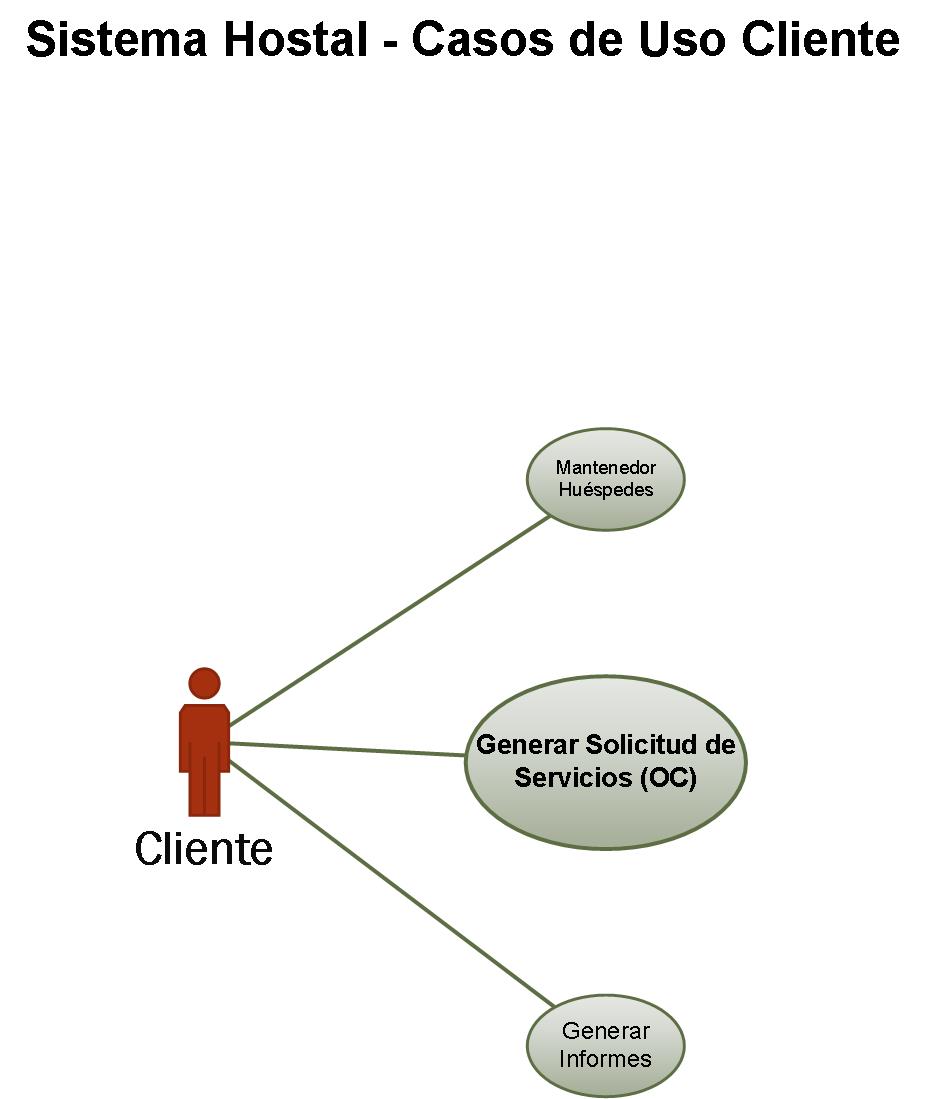 Sistema Hostal - Casos de Uso Cliente
Mantenedor
Huéspedes
Generar Solicitud de
Servicios (OC)
Cliente
Generar
Informes